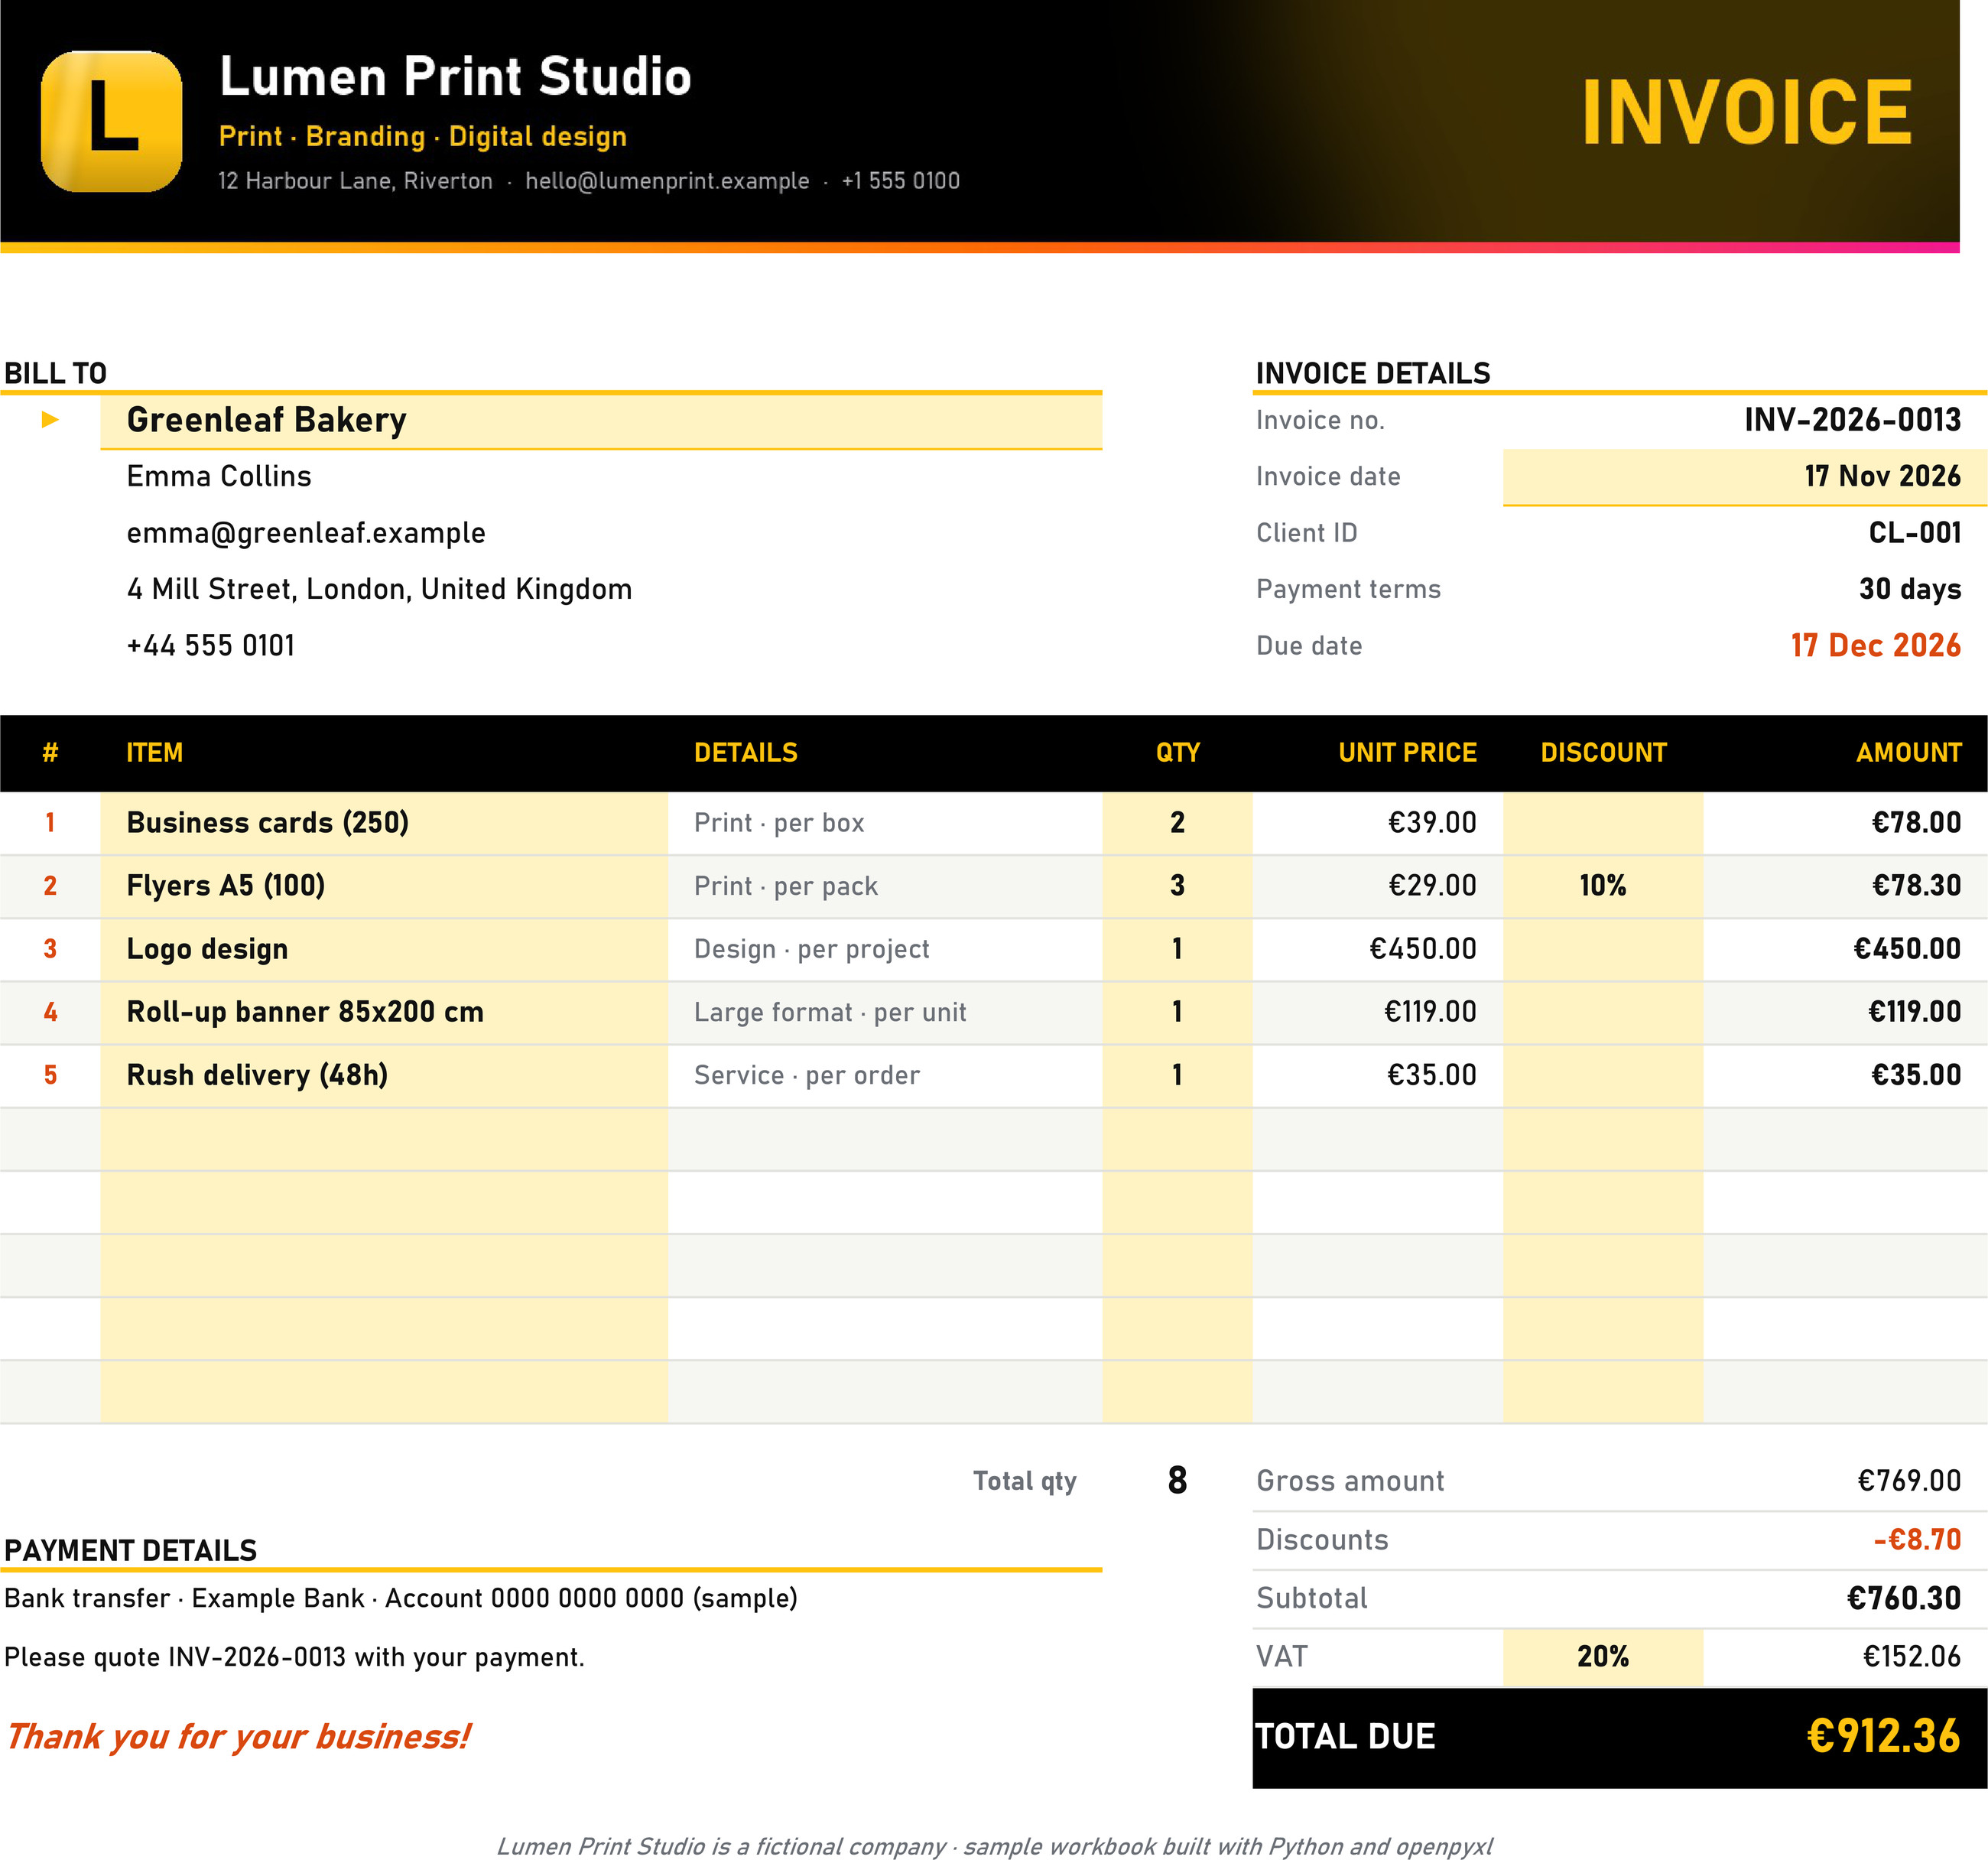 L
Lumen Print Studio
Print · Branding · Digital design
12 Harbour Lane, Riverton · hello@lumenprint.example · +1 555 0100
INVOICE
BILL TO
▶ Greenleaf Bakery
Emma Collins
emma@greenleaf.example
4 Mill Street, London, United Kingdom
+44 555 0101
INVOICE DETAILS
Invoice no. INV-2026-0013
Invoice date 17 Nov 2026
Client ID CL-001
Payment terms 30 days
Due date 17 Dec 2026
# ITEM DETAILS QTY UNIT PRICE DISCOUNT AMOUNT
1 Business cards (250) Print · per box 2 €39.00 €78.00
2 Flyers A5 (100) Print · per pack 3 €29.00 10% €78.30
3 Logo design Design · per project 1 €450.00 €450.00
4 Roll-up banner 85x200 cm Large format · per unit 1 €119.00 €119.00
5 Rush delivery (48h) Service · per order 1 €35.00 €35.00
Total qty 8
Gross amount €769.00
Discounts -€8.70
Subtotal €760.30
VAT 20% €152.06
TOTAL DUE €912.36
PAYMENT DETAILS
Bank transfer · Example Bank · Account 0000 0000 0000 (sample)
Please quote INV-2026-0013 with your payment.
Thank you for your business!
Lumen Print Studio is a fictional company · sample workbook built with Python and openpyxl